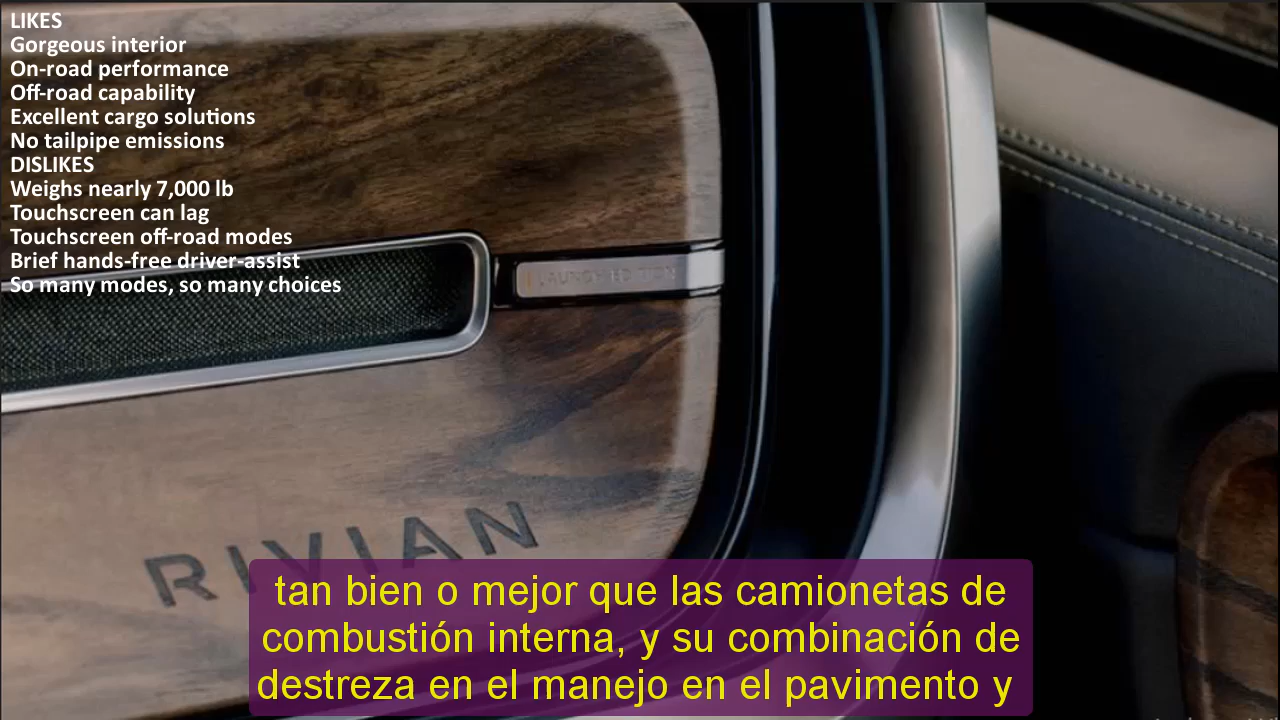 LIKES
Gorgeous interior
On-road performance
Off-road capability
Excellent cargo solutions
No tailpipe emissions
DISLIKES
Weighs nearly 7,000 lb
Touchscreen can lag
Touchscreen off-road modes
Brief hands-free driver-assist
So many modes, so many choices
LAUNCH EDITION
RIVIAN
tan bien o mejor que las camionetas de
combustión interna, y su combinación de
destreza en el manejo en el pavimento y